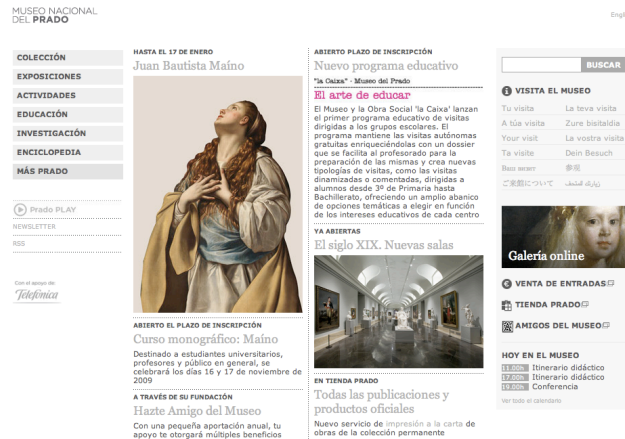 MUSEO NACIONAL
DEL PRADO
Engl
COLECCIÓN
EXPOSICIONES
ACTIVIDADES
EDUCACIÓN
INVESTIGACIÓN
ENCICLOPEDIA
MÁS PRADO
Prado PLAY
NEWSLETTER
RSS
Con el apoyo de:
Telefónica
HASTA EL 17 DE ENERO
Juan Bautista Maíno
ABIERTO EL PLAZO DE INSCRIPCIÓN
Curso monográfico: Maíno
Destinado a estudiantes universitarios,
profesores y público en general, se
celebrará los días 16 y 17 de noviembre de
2009
A TRAVÉS DE SU FUNDACIÓN
Hazte Amigo del Museo
Con una pequeña aportación anual, tu
apoyo te otorgará múltiples beneficios
ABIERTO PLAZO DE INSCRIPCIÓN
Nuevo programa educativo
"la Caixa" - Museo del Prado
El arte de educar
El Museo y la Obra Social 'la Caixa' lanzan
el primer programa educativo de visitas
dirigidas a los grupos escolares. El
programa mantiene las visitas autónomas
gratuitas enriqueciéndolas con un dossier
que se facilita al profesorado para la
preparación de las mismas y crea nuevas
tipologías de visitas, como las visitas
dinamizadas o comentadas, dirigidas a
alumnos desde 3º de Primaria hasta
Bachillerato, ofreciendo un amplio abanico
de opciones temáticas a elegir en función
de los intereses educativos de cada centro
YA ABIERTAS
El siglo XIX. Nuevas salas
EN TIENDA PRADO
Todas las publicaciones y
productos oficiales
Nuevo servicio de impresión a la carta de
obras de la colección permanente
BUSCAR
VISITA EL MUSEO
Tu visita La teva visita
A túa visita Zure bisitaldia
Your visit La vostra visita
Ta visite Dein Besuch
ご来館について زيارتك للمتحف
Galería online
VENTA DE ENTRADAS
TIENDA PRADO
AMIGOS DEL MUSEO
HOY EN EL MUSEO
11.00h Itinerario didáctico
17.00h Itinerario didáctico
19.00h Conferencia
Ver todo el calendario